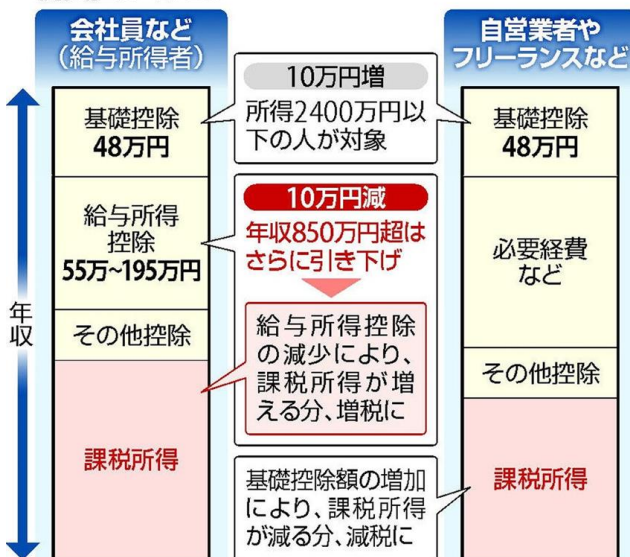 会社員など
(給与所得者)
自営業者や
フリーランスなど
10万円増
所得2400万円以
下の人が対象
基礎控除
48万円
基礎控除
48万円
10万円減
年収850万円超は
さらに引き下げ
給与所得
控除
55万~195万円
必要経費
など
年収
その他控除
給与所得控除
の減少により、
課税所得が増
える分、増税に
その他控除
課税所得
課税所得
基礎控除額の増加
により、課税所得
が減る分、減税に